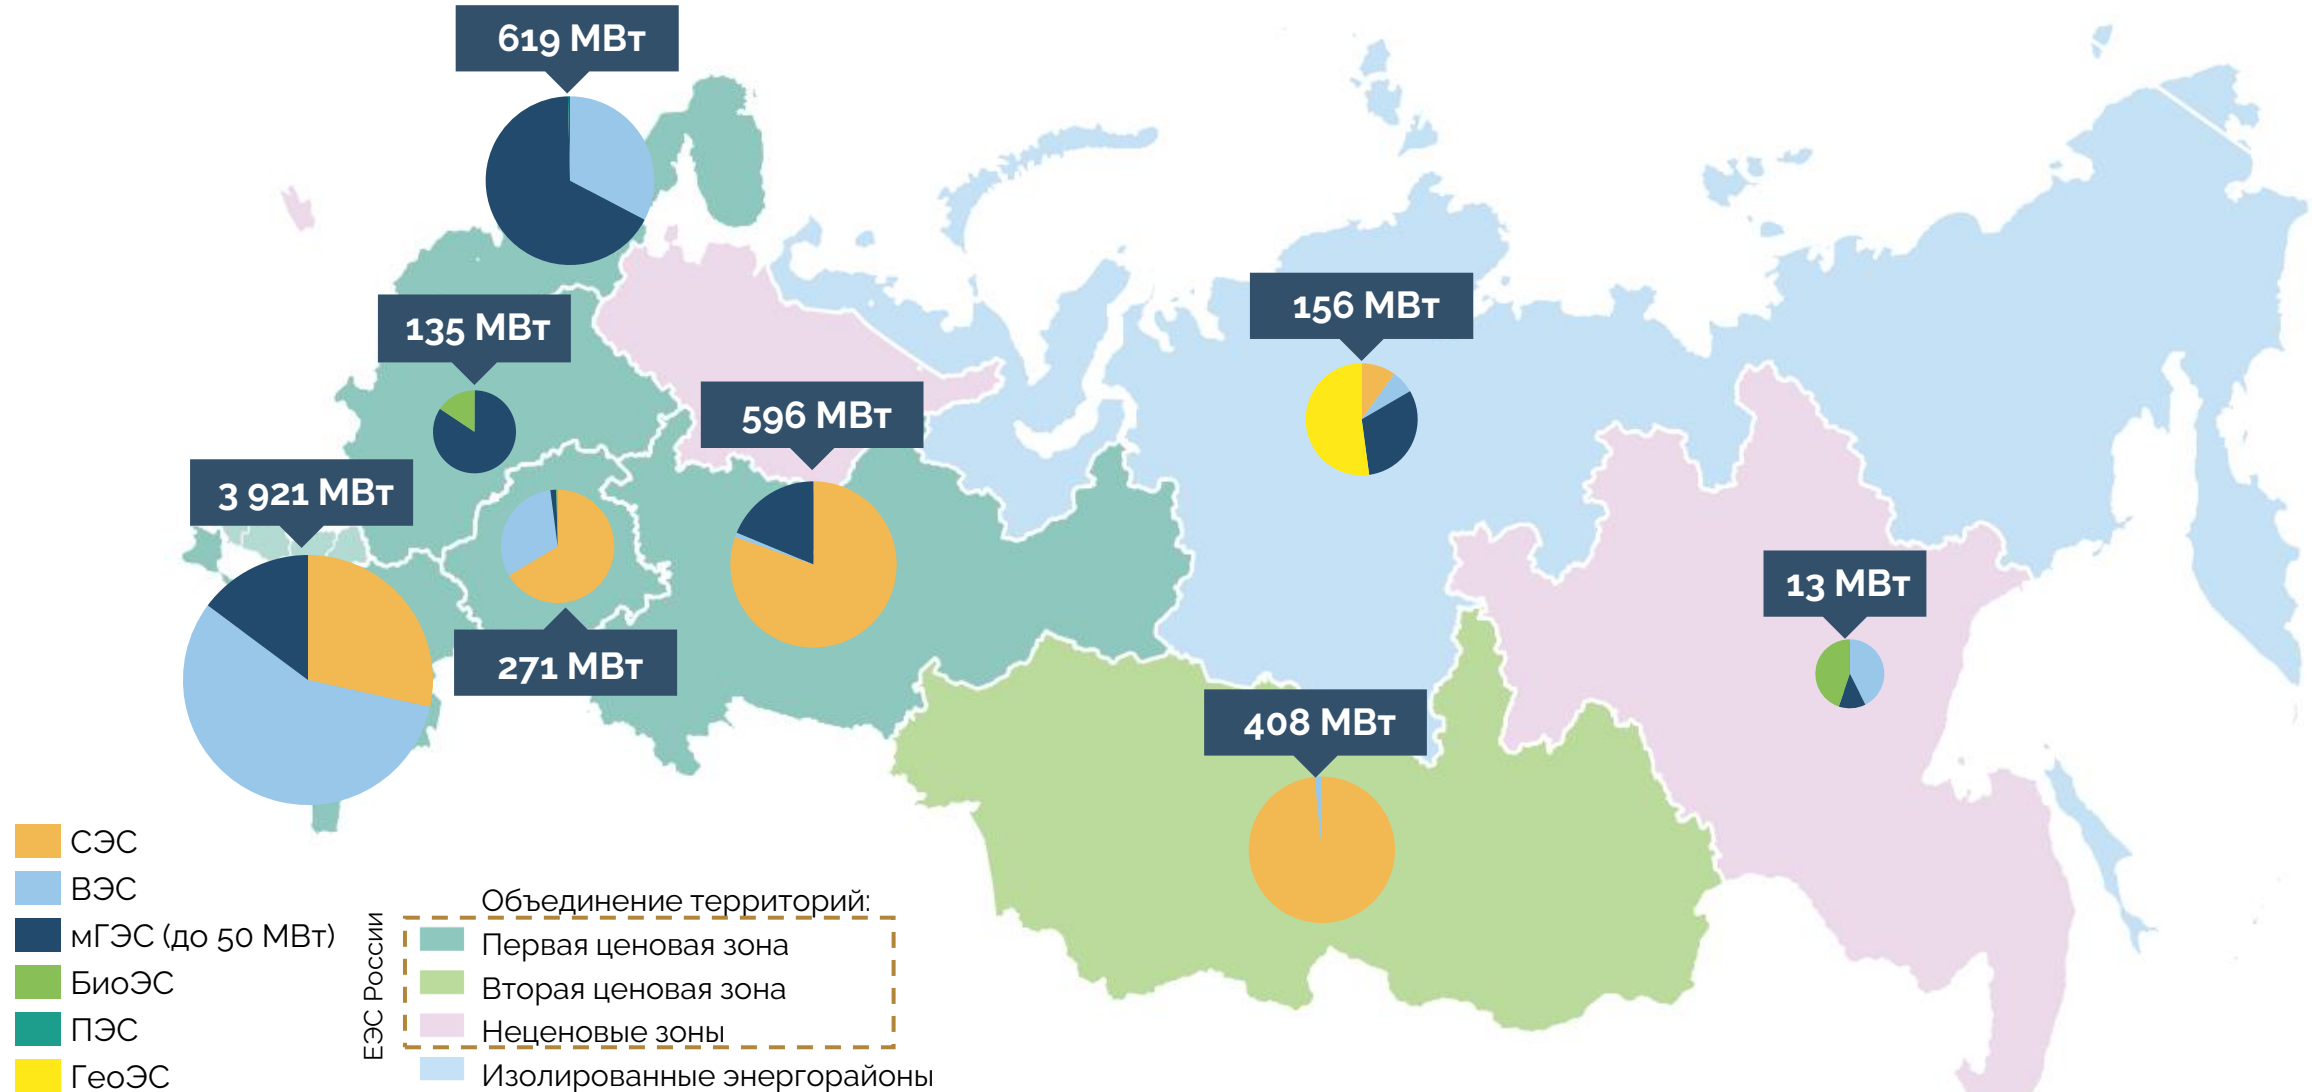 619 МВт
156 МВт
135 МВт
596 МВт
3 921 МВт
13 МВт
271 МВт
408 МВт
СЭС
ВЭС
мГЭС (до 50 МВт)
БиоЭС
ПЭС
ГеоЭС
ЕЭС России
Объединение территорий:
Первая ценовая зона
Вторая ценовая зона
Неценовые зоны
Изолированные энергорайоны